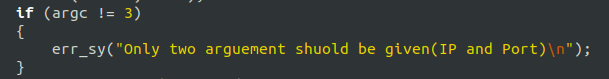 if (argc != 3)
{
    err_sy("Only two arguement shuold be given(IP and Port)\n");
}